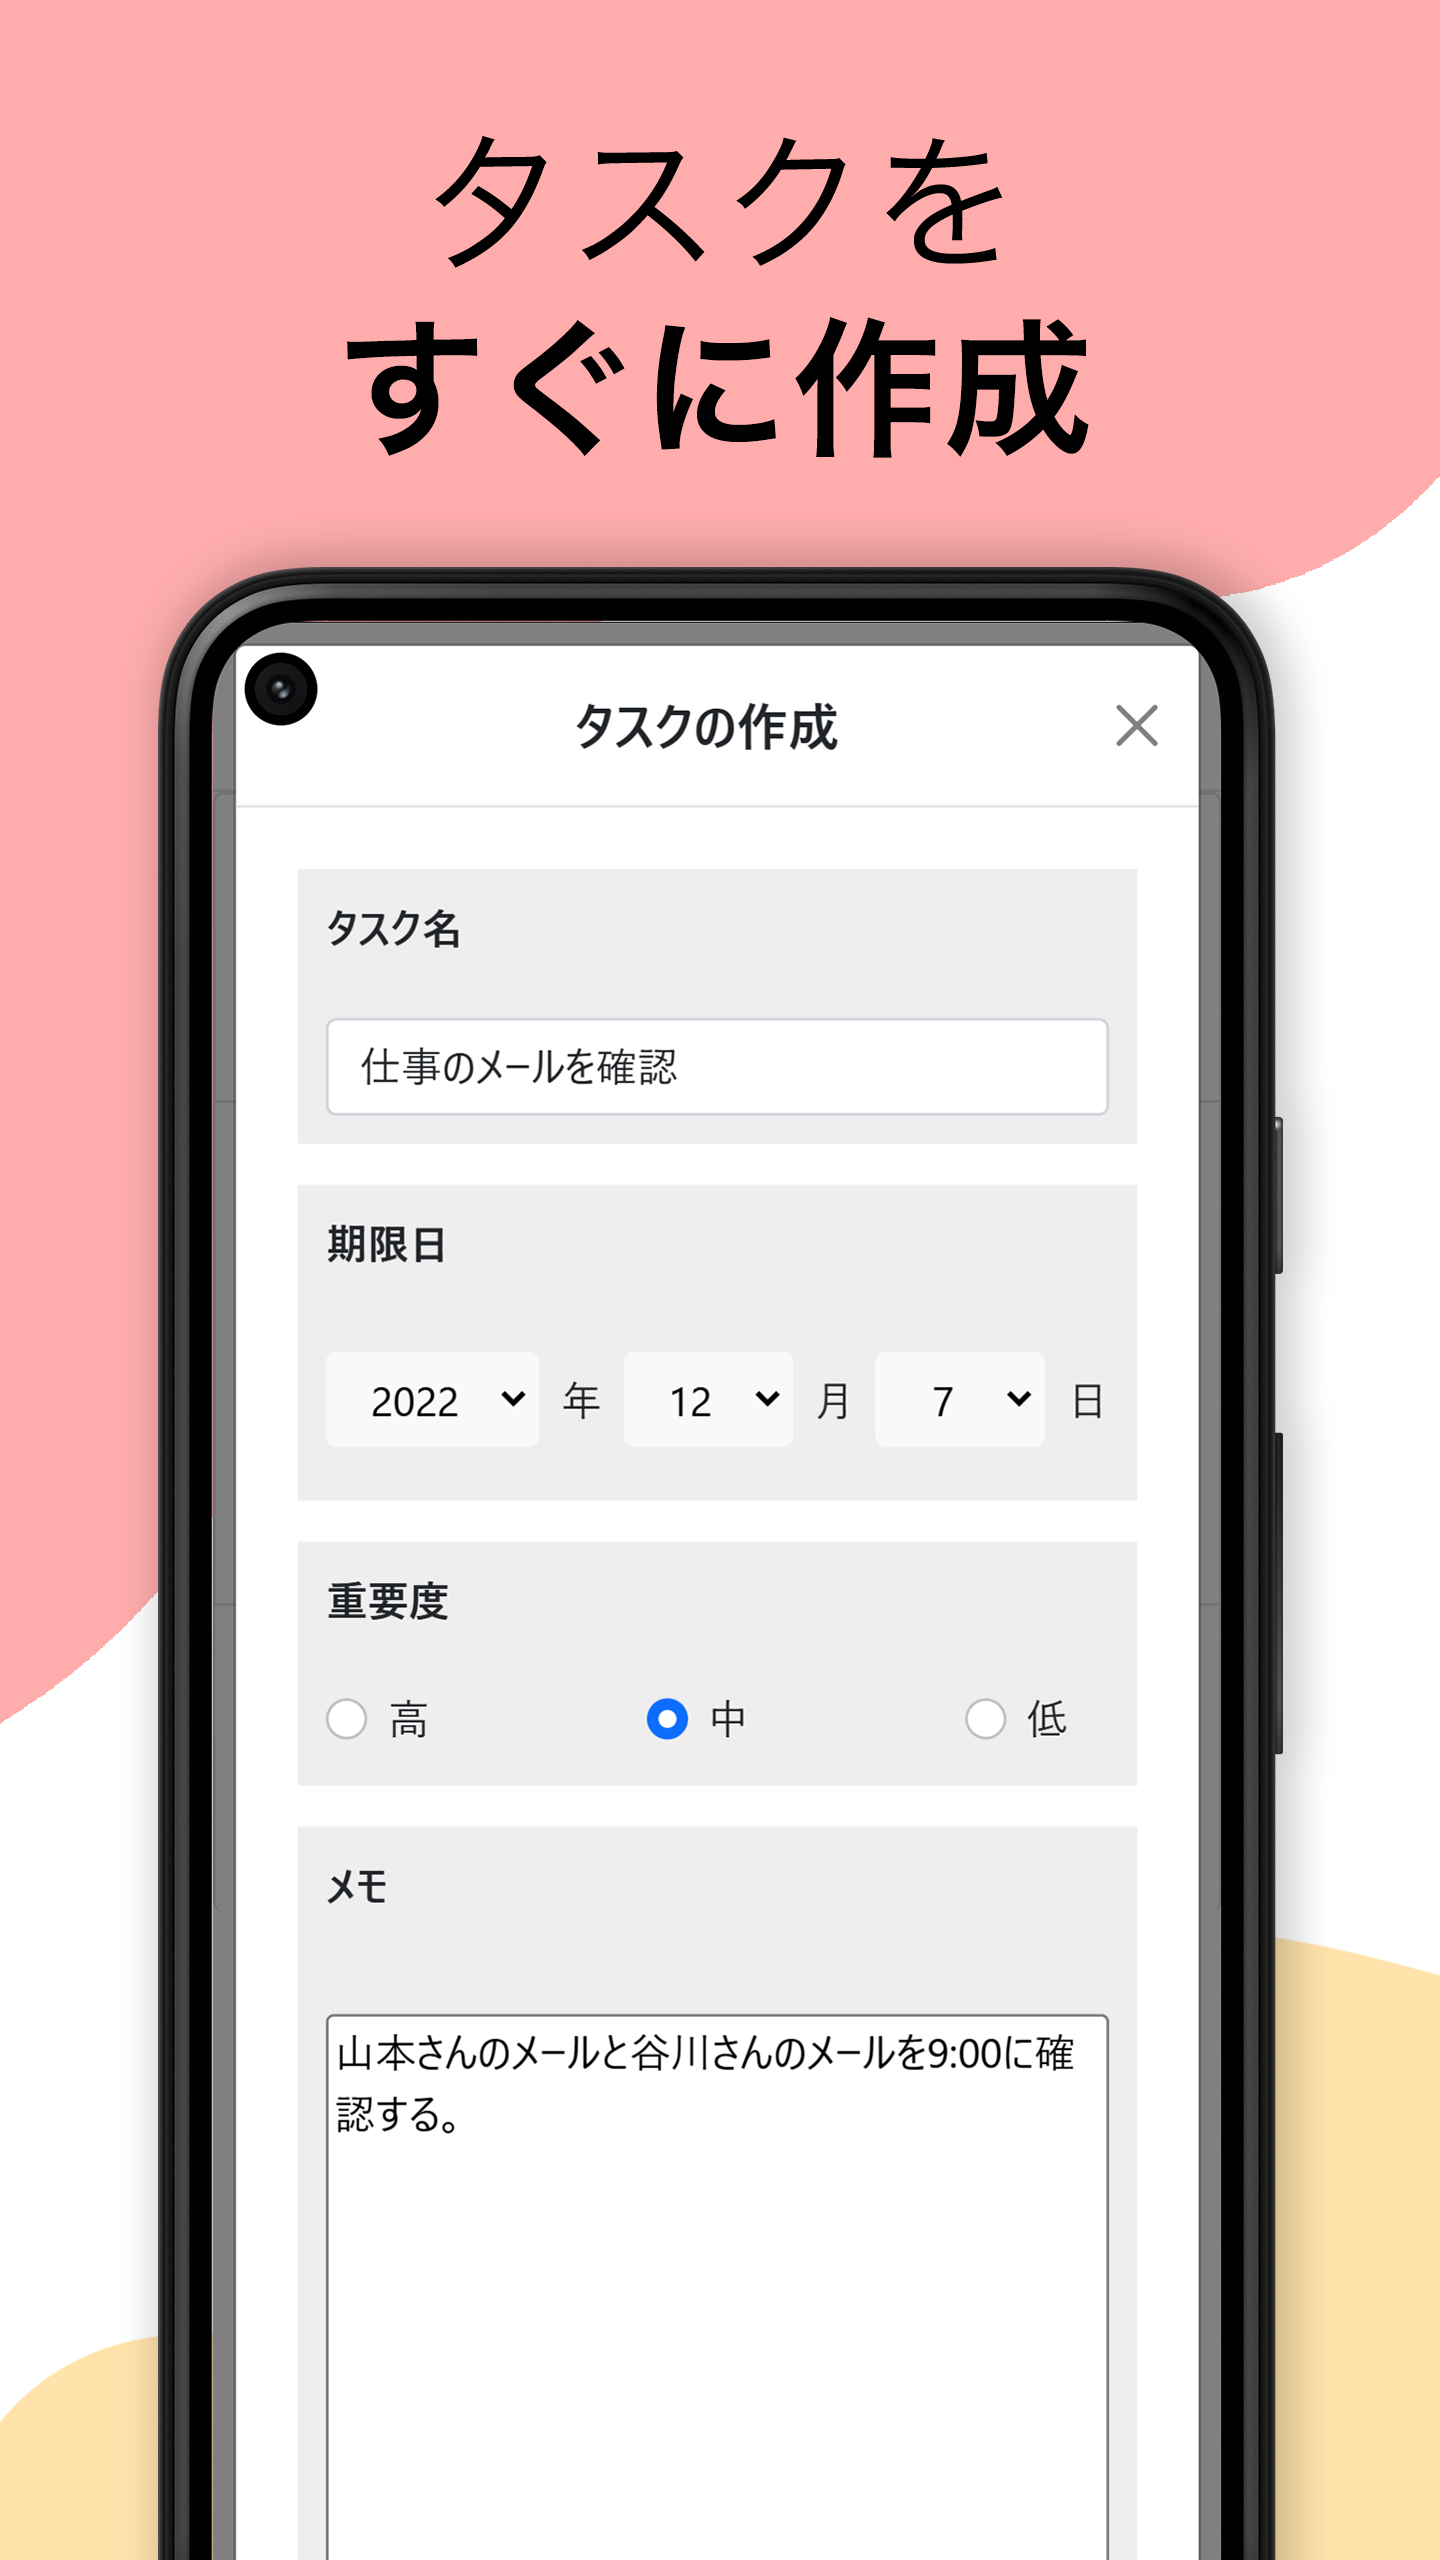 タスクを
すぐに作成
タスクの作成
タスク名
仕事のメールを確認
期限日
2022 年 12 月 7 日
重要度
高 中 低
メモ
山本さんのメールと谷川さんのメールを9:00に確
認する。